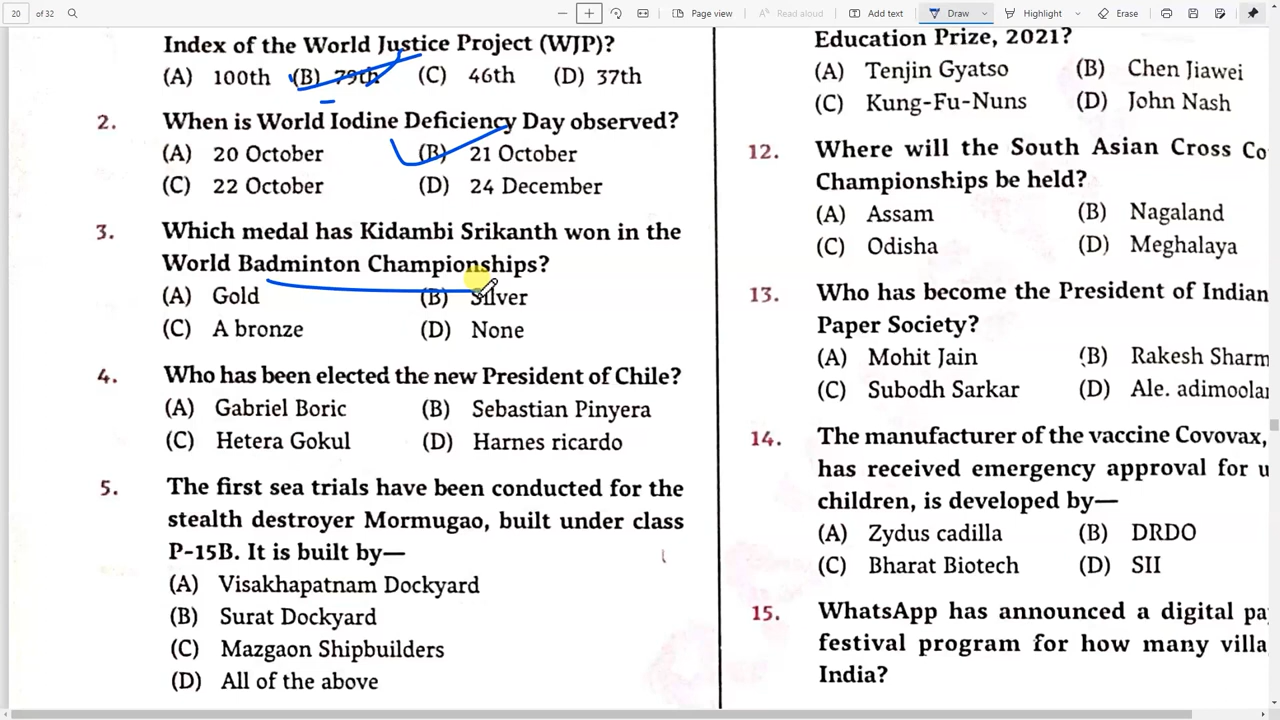 20 of 32
Page view
Read aloud
Add text
Draw
Highlight
Erase
Index of the World Justice Project (WJP)?
(A) 100th (B) 79th (C) 46th (D) 37th
2. When is World Iodine Deficiency Day observed?
(A) 20 October (B) 21 October
(C) 22 October (D) 24 December
3. Which medal has Kidambi Srikanth won in the
World Badminton Championships?
(A) Gold (B) Silver
(C) A bronze (D) None
4. Who has been elected the new President of Chile?
(A) Gabriel Boric (B) Sebastian Pinyera
(C) Hetera Gokul (D) Harnes ricardo
5. The first sea trials have been conducted for the
stealth destroyer Mormugao, built under class
P-15B. It is built by—
(A) Visakhapatnam Dockyard
(B) Surat Dockyard
(C) Mazgaon Shipbuilders
(D) All of the above
Education Prize, 2021?
(A) Tenjin Gyatso (B) Chen Jiawei
(C) Kung-Fu-Nuns (D) John Nash
12. Where will the South Asian Cross Co
Championships be held?
(A) Assam (B) Nagaland
(C) Odisha (D) Meghalaya
13. Who has become the President of Indian
Paper Society?
(A) Mohit Jain (B) Rakesh Sharm
(C) Subodh Sarkar (D) Ale. adimoolar
14. The manufacturer of the vaccine Covovax,
has received emergency approval for u
children, is developed by—
(A) Zydus cadilla (B) DRDO
(C) Bharat Biotech (D) SII
15. WhatsApp has announced a digital pa
festival program for how many villa
India?